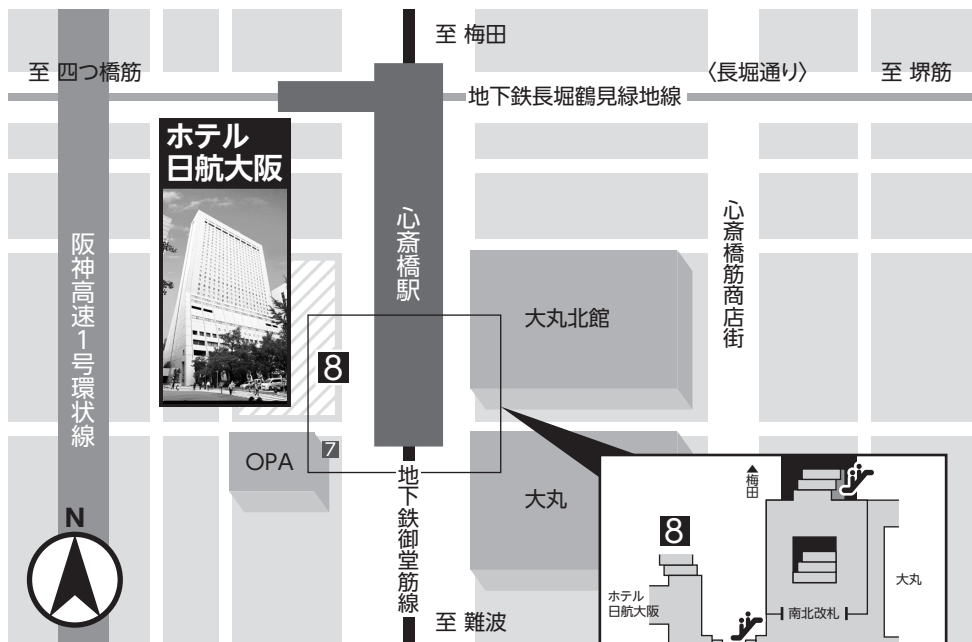 至 梅田
至 四つ橋筋
〈長堀通り〉
至 堺筋
地下鉄長堀鶴見緑地線
ホテル
日航大阪
阪神高速1号環状線
心斎橋駅
心斎橋筋商店街
大丸北館
8
7
OPA
大丸
地下鉄御堂筋線
至 難波
N
▲梅田
8
ホテル
日航大阪
南北改札
大丸